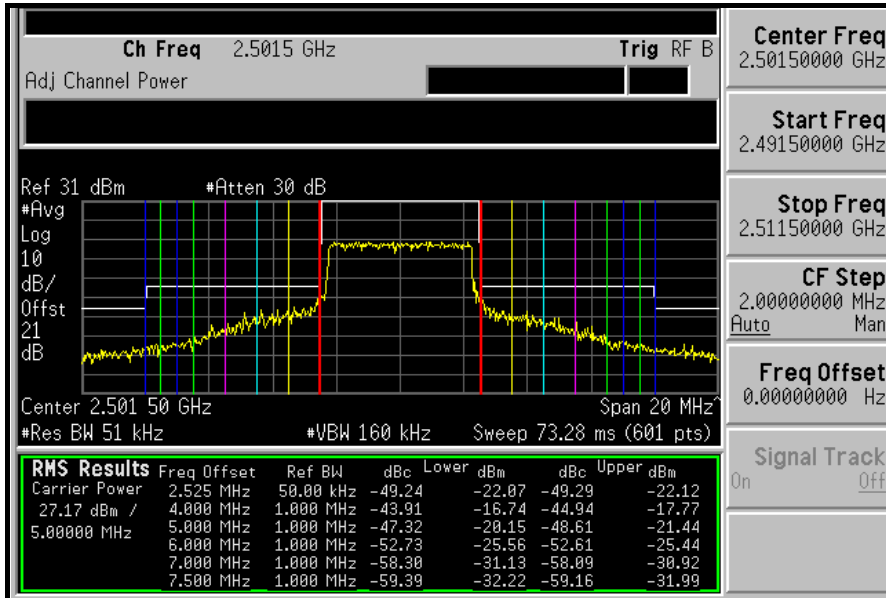 Ch Freq 2.5015 GHz Trig RF B
Adj Channel Power
Ref 31 dBm #Atten 30 dB
#Avg
Log
10
dB/
Offst
21
dB
Center 2.501 50 GHz Span 20 MHz^
#Res BW 51 kHz #VBW 160 kHz Sweep 73.28 ms (601 pts)
RMS Results Freq Offset Ref BW dBc Lower dBm dBc Upper dBm
Carrier Power 2.525 MHz 50.00 kHz -49.24 -22.07 -49.29 -22.12
27.17 dBm / 4.000 MHz 1.000 MHz -43.91 -16.74 -44.94 -17.77
5.00000 MHz 5.000 MHz 1.000 MHz -47.32 -20.15 -48.61 -21.44
6.000 MHz 1.000 MHz -52.73 -25.56 -52.61 -25.44
7.000 MHz 1.000 MHz -58.30 -31.13 -58.09 -30.92
7.500 MHz 1.000 MHz -59.39 -32.22 -59.16 -31.99
Center Freq
2.50150000 GHz
Start Freq
2.49150000 GHz
Stop Freq
2.51150000 GHz
CF Step
2.00000000 MHz
Auto Man
Freq Offset
0.00000000 Hz
Signal Track
On Off